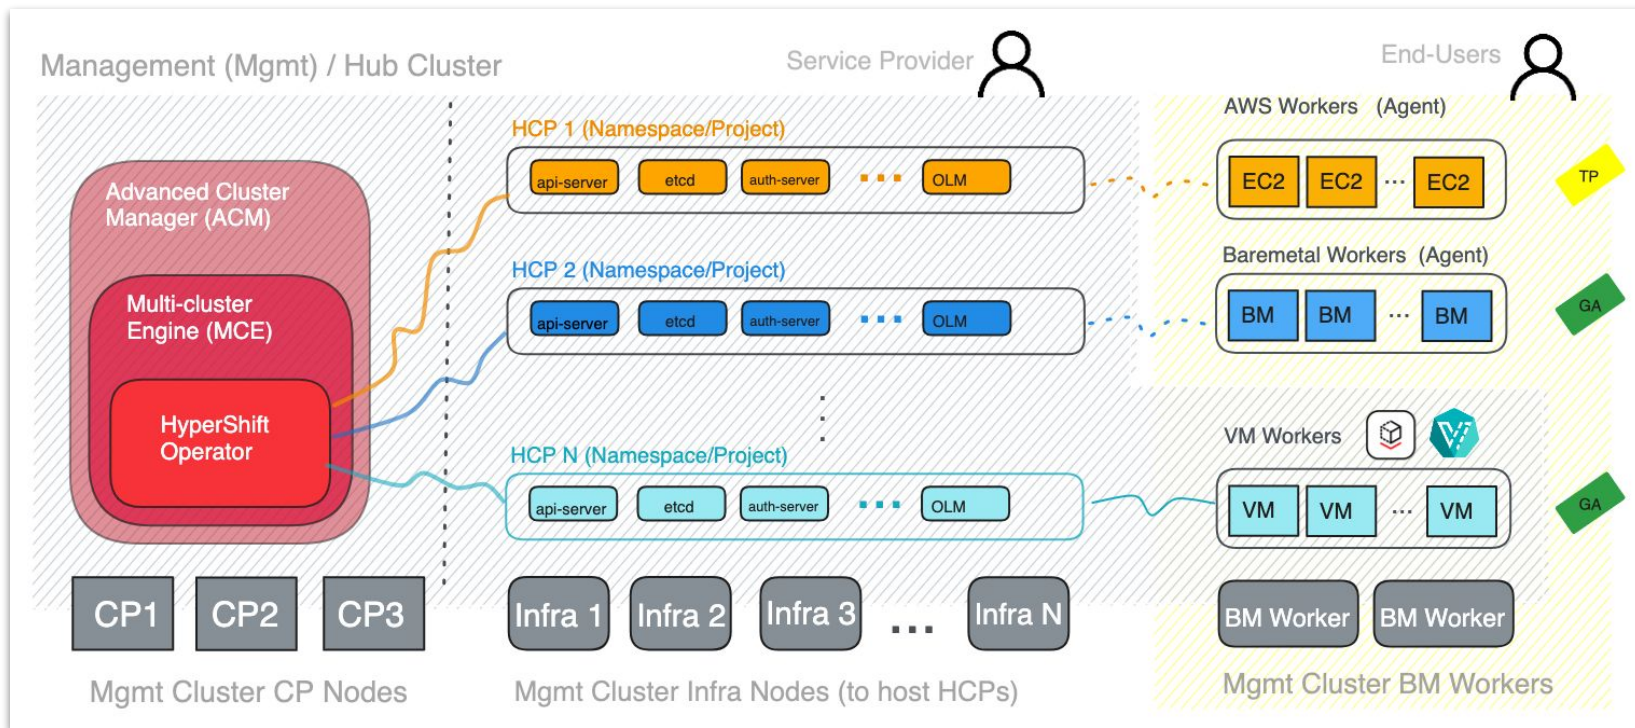 Management (Mgmt) / Hub Cluster
Service Provider
End-Users
Advanced Cluster
Manager (ACM)
Multi-cluster
Engine (MCE)
HyperShift
Operator
HCP 1 (Namespace/Project)
api-server
etcd
auth-server
...
OLM
AWS Workers (Agent)
EC2
EC2
...
EC2
TP
HCP 2 (Namespace/Project)
api-server
etcd
auth-server
...
OLM
Baremetal Workers (Agent)
BM
BM
...
BM
GA
HCP N (Namespace/Project)
api-server
etcd
auth-server
...
OLM
VM Workers
VM
VM
...
VM
GA
CP1
CP2
CP3
Infra 1
Infra 2
Infra 3
...
Infra N
BM Worker
BM Worker
Mgmt Cluster CP Nodes
Mgmt Cluster Infra Nodes (to host HCPs)
Mgmt Cluster BM Workers